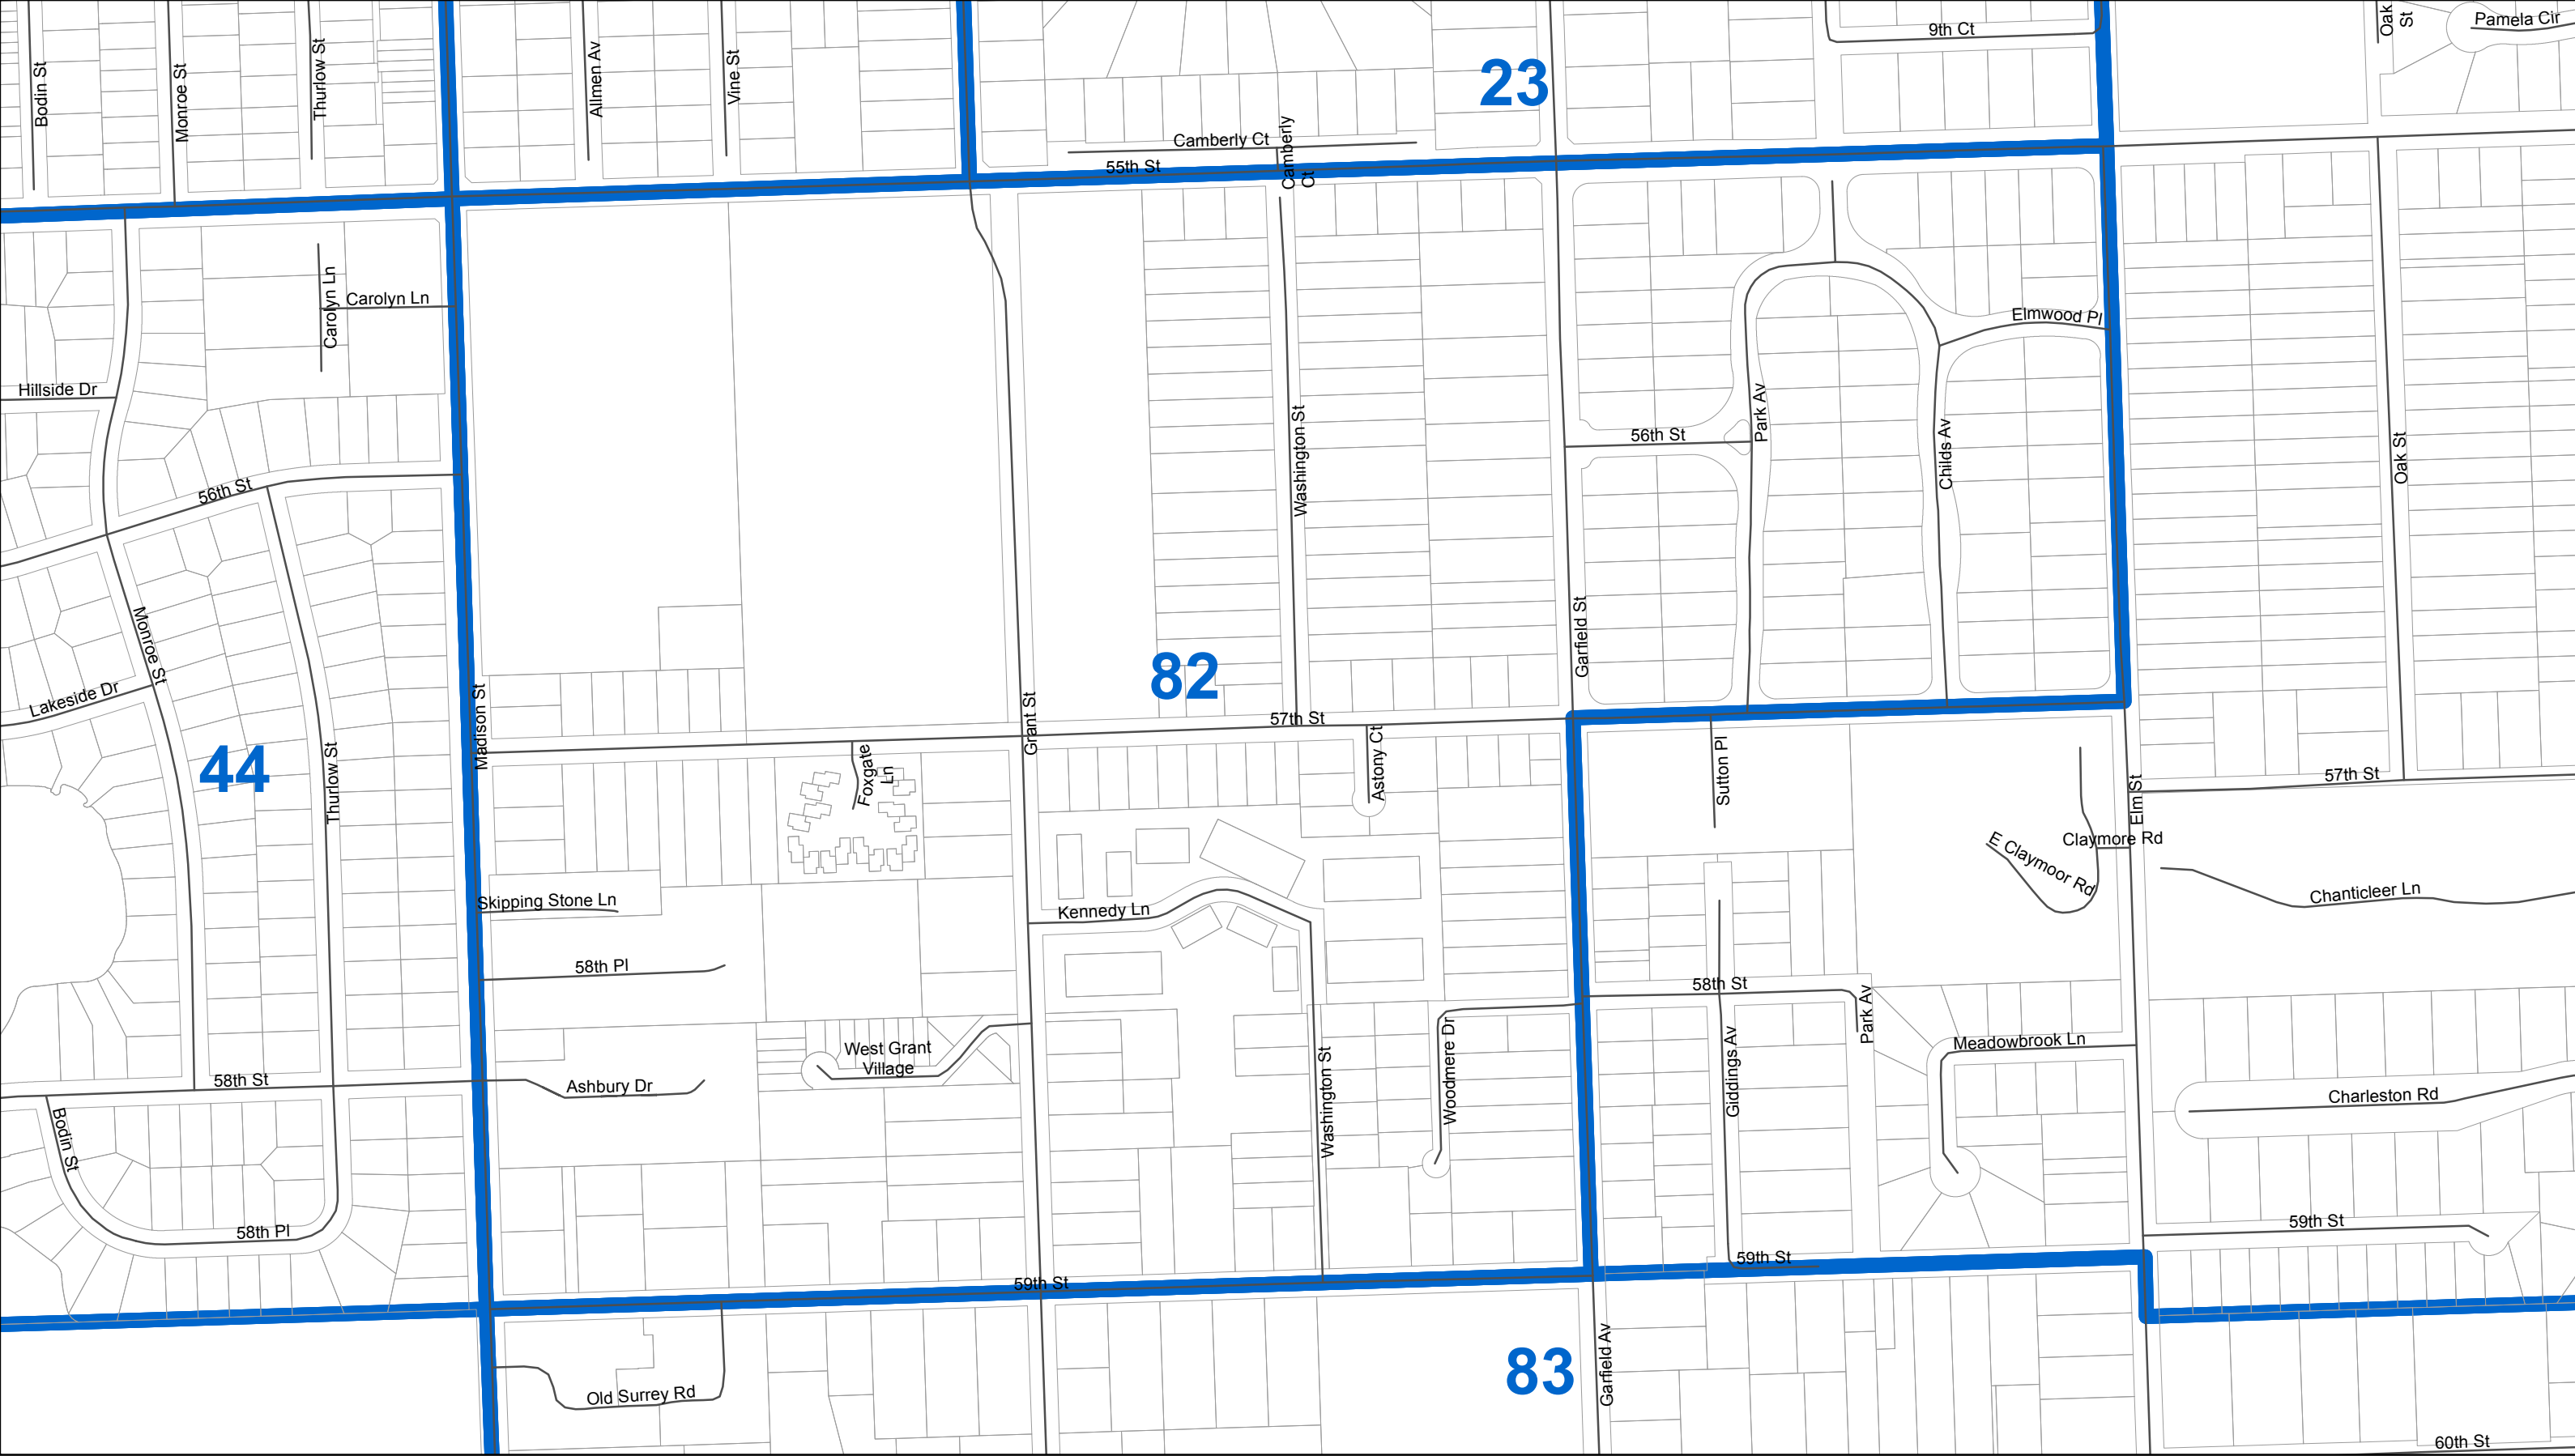 Bodin St
Monroe St
Thurlow St
Allmen Av
Vine St
23
9th Ct
Oak
St
Pamela Cir
Camberly Ct
Camberly
Ct
55th St
Carolyn Ln
Carolyn Ln
Hillside Dr
Elmwood Pl
Washington St
56th St
Park Av
Childs Av
Oak St
56th St
Monroe St
Lakeside Dr
44
Thurlow St
Madison St
82
Grant St
57th St
Garfield St
Foxgate
Ln
Astony Ct
Sutton Pl
57th St
Elm St
Claymore Rd
E Claymoor Rd
Chanticleer Ln
Skipping Stone Ln
Kennedy Ln
58th Pl
58th St
Park Av
Meadowbrook Ln
West Grant
Village
Woodmere Dr
Giddings Av
58th St
Ashbury Dr
Washington St
Charleston Rd
Bodin St
58th Pl
59th St
59th St
59th St
83
Garfield Av
Old Surrey Rd
60th St